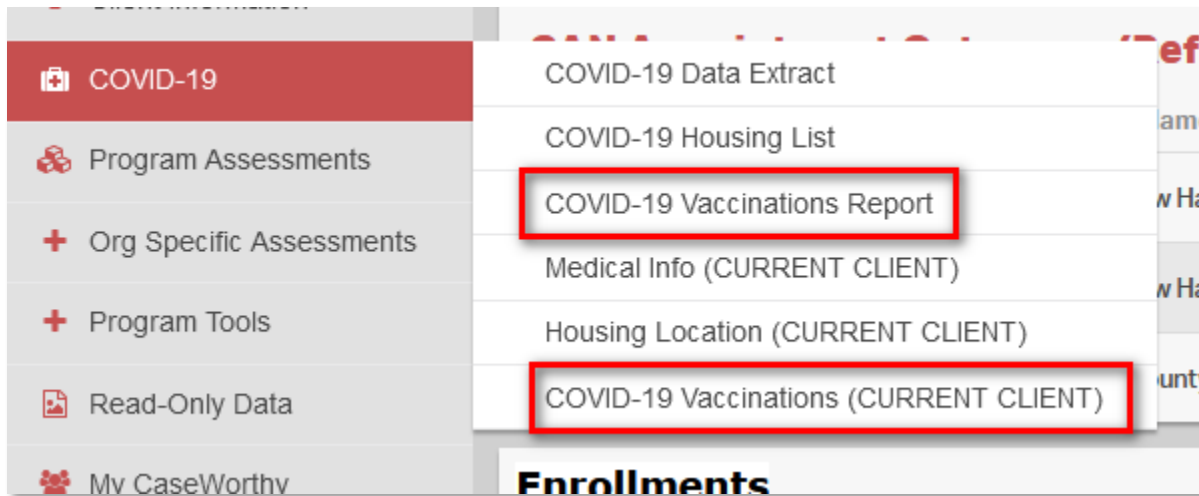 COVID-19
Program Assessments
Org Specific Assessments
Program Tools
Read-Only Data
My CaseWorthy
COVID-19 Data Extract
COVID-19 Housing List
COVID-19 Vaccinations Report
Medical Info (CURRENT CLIENT)
Housing Location (CURRENT CLIENT)
COVID-19 Vaccinations (CURRENT CLIENT)
Enrollments